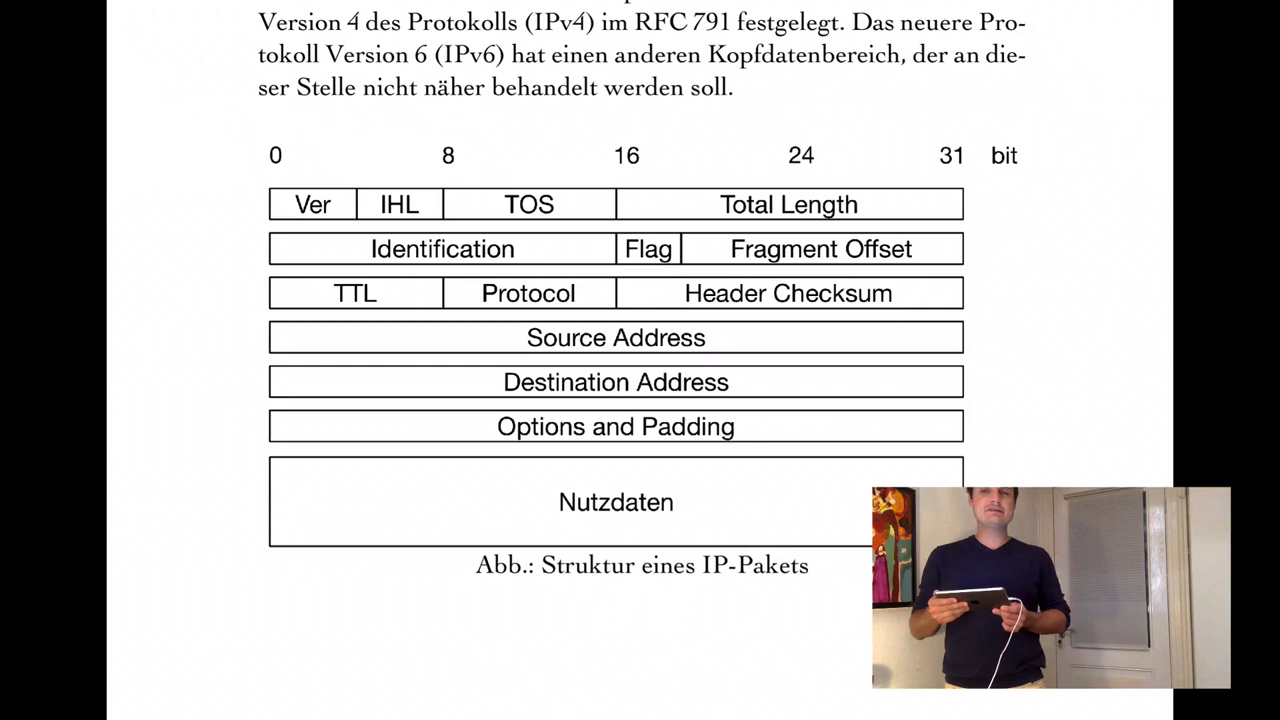 Version 4 des Protokolls (IPv4) im RFC 791 festgelegt. Das neuere Pro-
tokoll Version 6 (IPv6) hat einen anderen Kopfdatenbereich, der an die-
ser Stelle nicht näher behandelt werden soll.
0 8 16 24 31 bit
Ver IHL TOS Total Length
Identification Flag Fragment Offset
TTL Protocol Header Checksum
Source Address
Destination Address
Options and Padding
Nutzdaten
Abb.: Struktur eines IP-Pakets